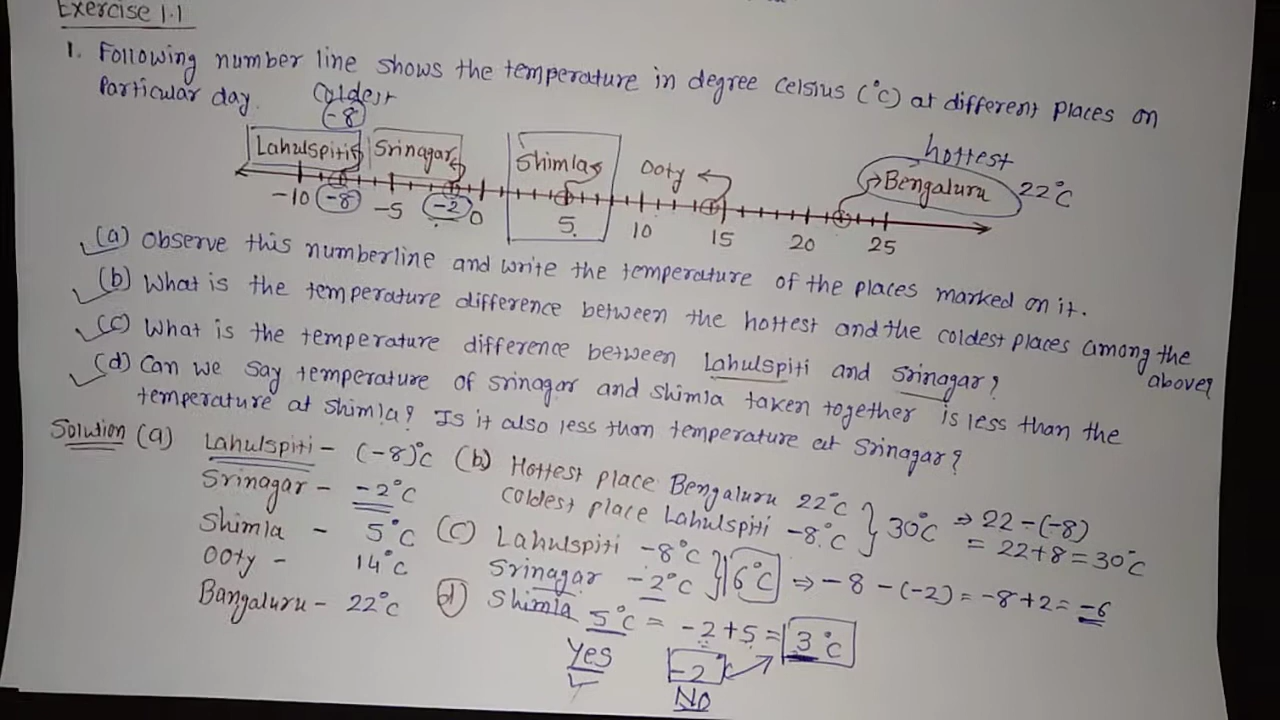 Exercise 1.1
1. Following number line shows the temperature in degree celsius (°c) at different places on
Particular day.
Coldest
-8
hottest
Lahulspitis Srinagar Shimla Ooty Bengaluru 22°C
-10 -8 -5 -2 0 5 10 15 20 25
(a) Observe this numberline and write the temperature of the places marked on it.
(b) What is the temperature difference between the hottest and the coldest places among the
above?
(c) What is the temperature difference between Lahulspiti and Srinagar?
(d) Can we say temperature of srinagar and Shimla taken together is less than the
temperature at Shimla? Is it also less than temperature at Srinagar?
Solution (a) Lahulspiti - (-8)°C
Srinagar - -2°C
Shimla - 5°C
Ooty - 14°C
Bangaluru - 22°C
(b) Hottest place Bengaluru 22°C
Coldest place Lahulspiti -8°C } 30°C ⇒ 22-(-8)
= 22+8 = 30°C
(c) Lahulspiti -8°C
Srinagar -2°C } 6°C ⇒ -8-(-2) = -8+2 = -6
(d) Shimla 5°C = -2+5 = 3°C
Yes
-2°C
No